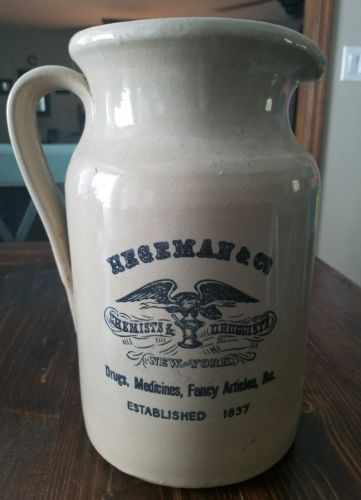 HEGEMAN & CO
CHEMISTS & DRUGGISTS
NEW-YORK
Drugs, Medicines, Fancy Articles, &c.
ESTABLISHED 1837